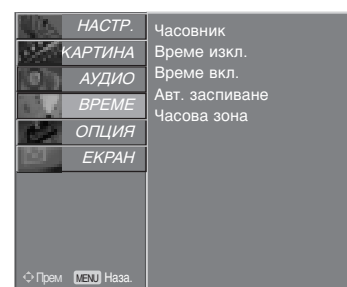 НАСТР.
КАРТИНА
АУДИО
ВРЕМЕ
ОПЦИЯ
ЕКРАН
Часовник
Време изкл.
Време вкл.
Авт. заспиване
Часова зона
Прем MENU Наза.